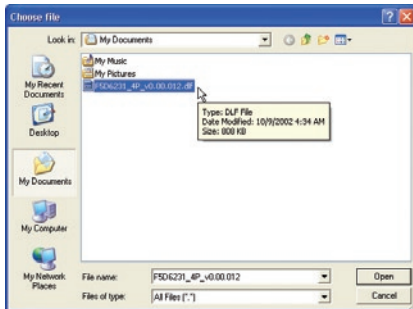 Choose file
Look in:
My Documents
My Recent
Documents
Desktop
My Documents
My Computer
My Network
Places
My Music
My Pictures
F5D6231_4P_v0.00.012.dlf
Type: DLF File
Date Modified: 10/9/2002 4:34 AM
Size: 808 KB
File name:
F5D6231_4P_v0.00.012
Open
Files of type:
All Files (*.*)
Cancel